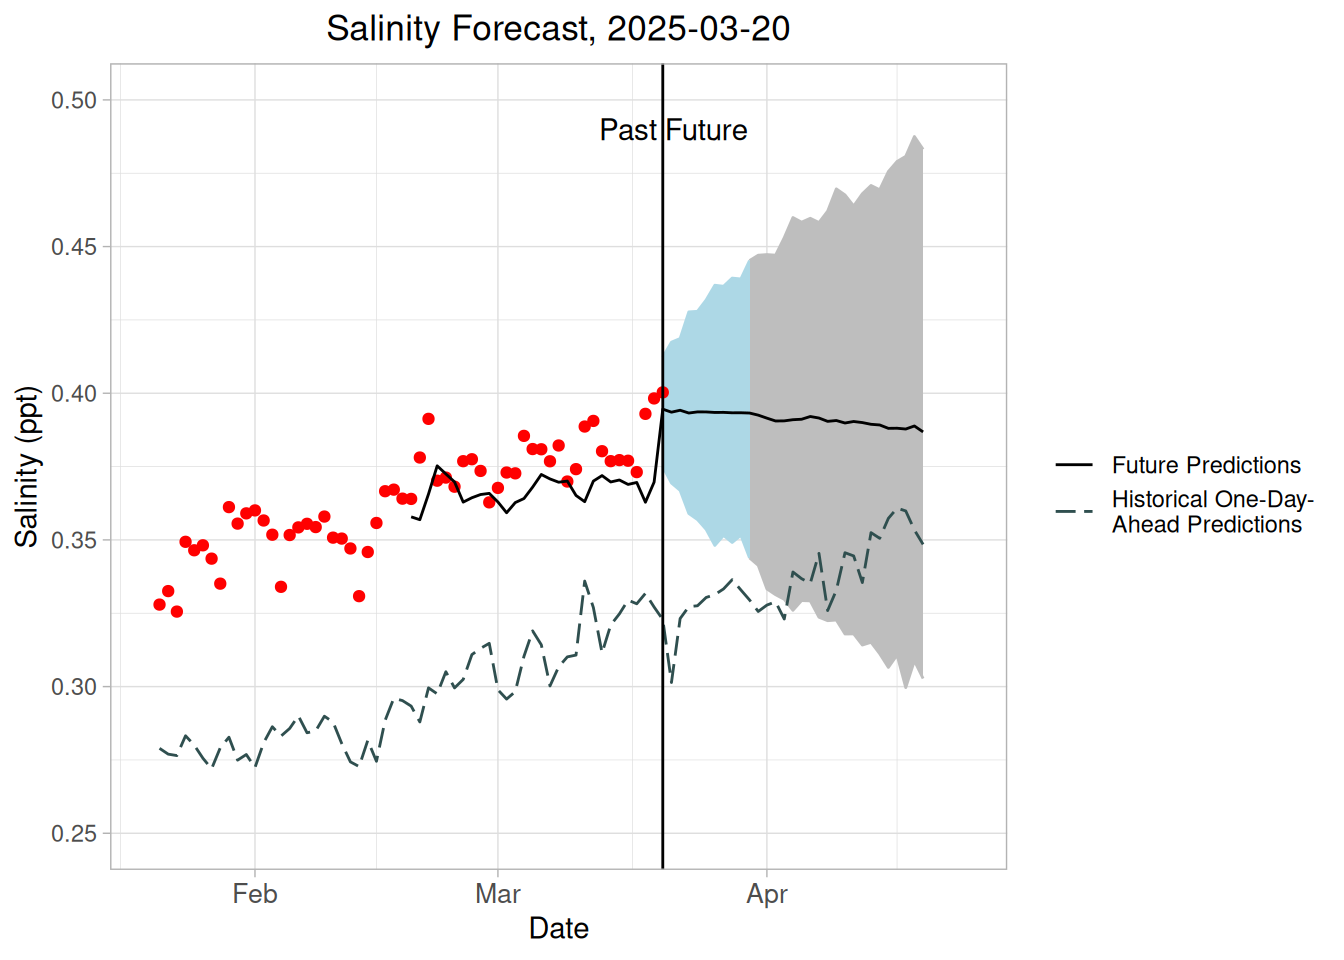 Salinity Forecast, 2025-03-20
0.50
Past Future
0.45
0.40
0.35
0.30
0.25
Salinity (ppt)
Feb Mar Apr
Date
Future Predictions
Historical One-Day-
Ahead Predictions